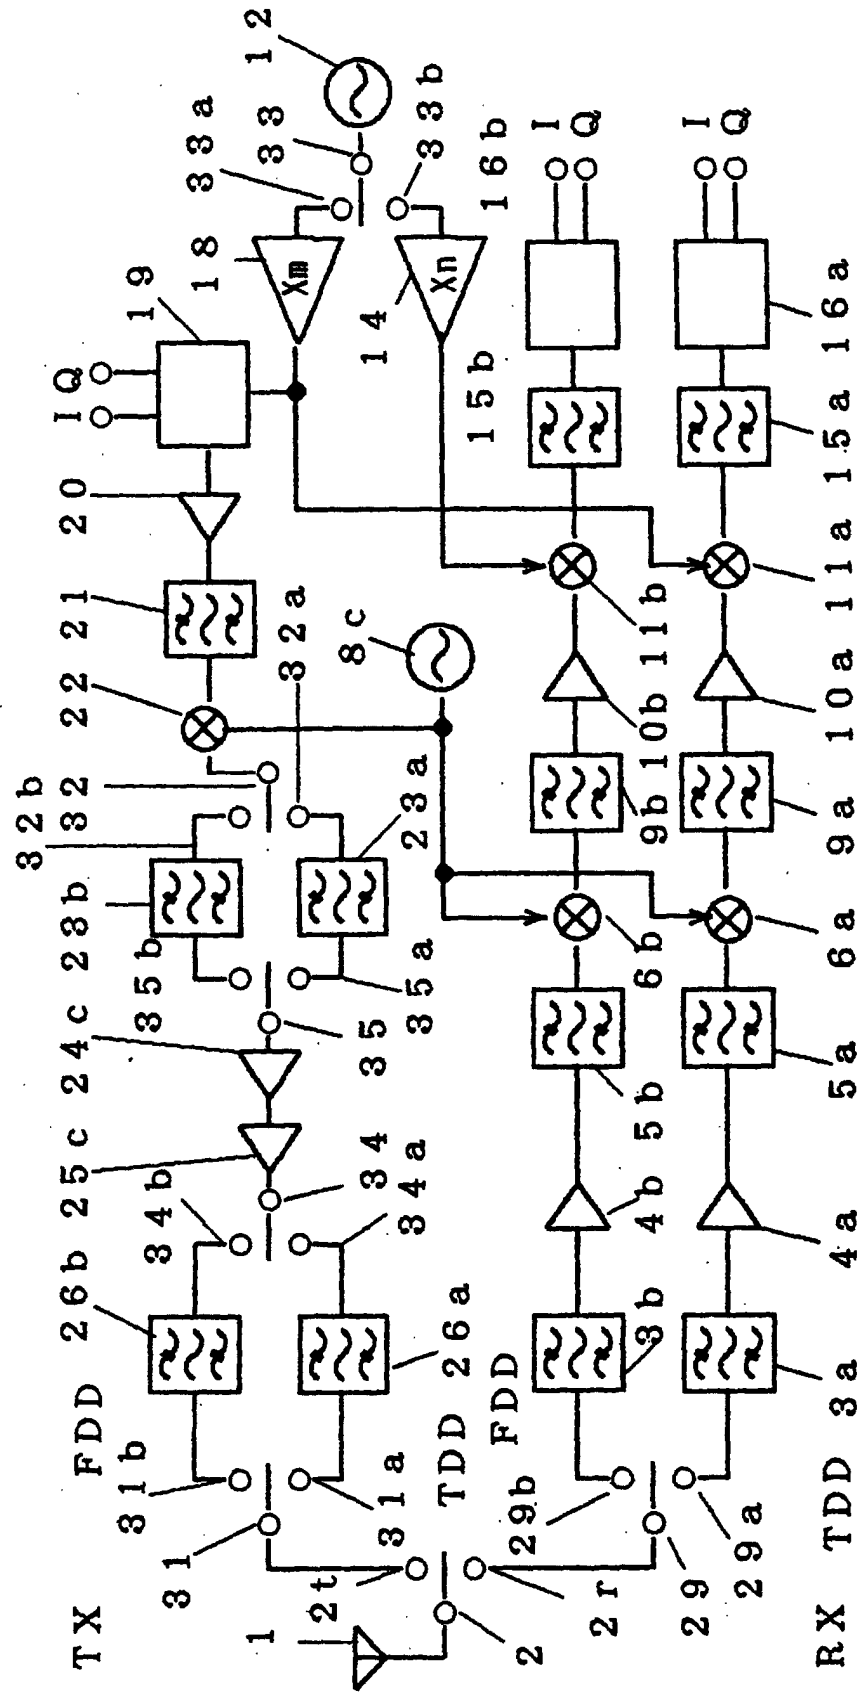 TX
FDD
TDD
FDD
RX TDD
1
2
2t
2r
31
31b
31a
26b
26a
34b
34a
34
25c
24c
35
35b
35a
23b
23a
32b
32
32a
22
21
20
I Q
19
18
Xm
33a
33
12
33b
Xn
14
8c
29
29b
29a
3b
3a
4b
4a
5b
5a
6b
6a
9b
9a
10b
10a
11b
11a
15b
15a
16b
16a
I
Q
I
Q